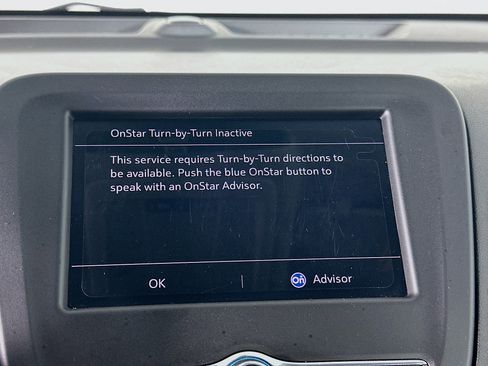 OnStar Turn-by-Turn Inactive
This service requires Turn-by-Turn directions to
be available. Push the blue OnStar button to
speak with an OnStar Advisor.
OK
On Advisor